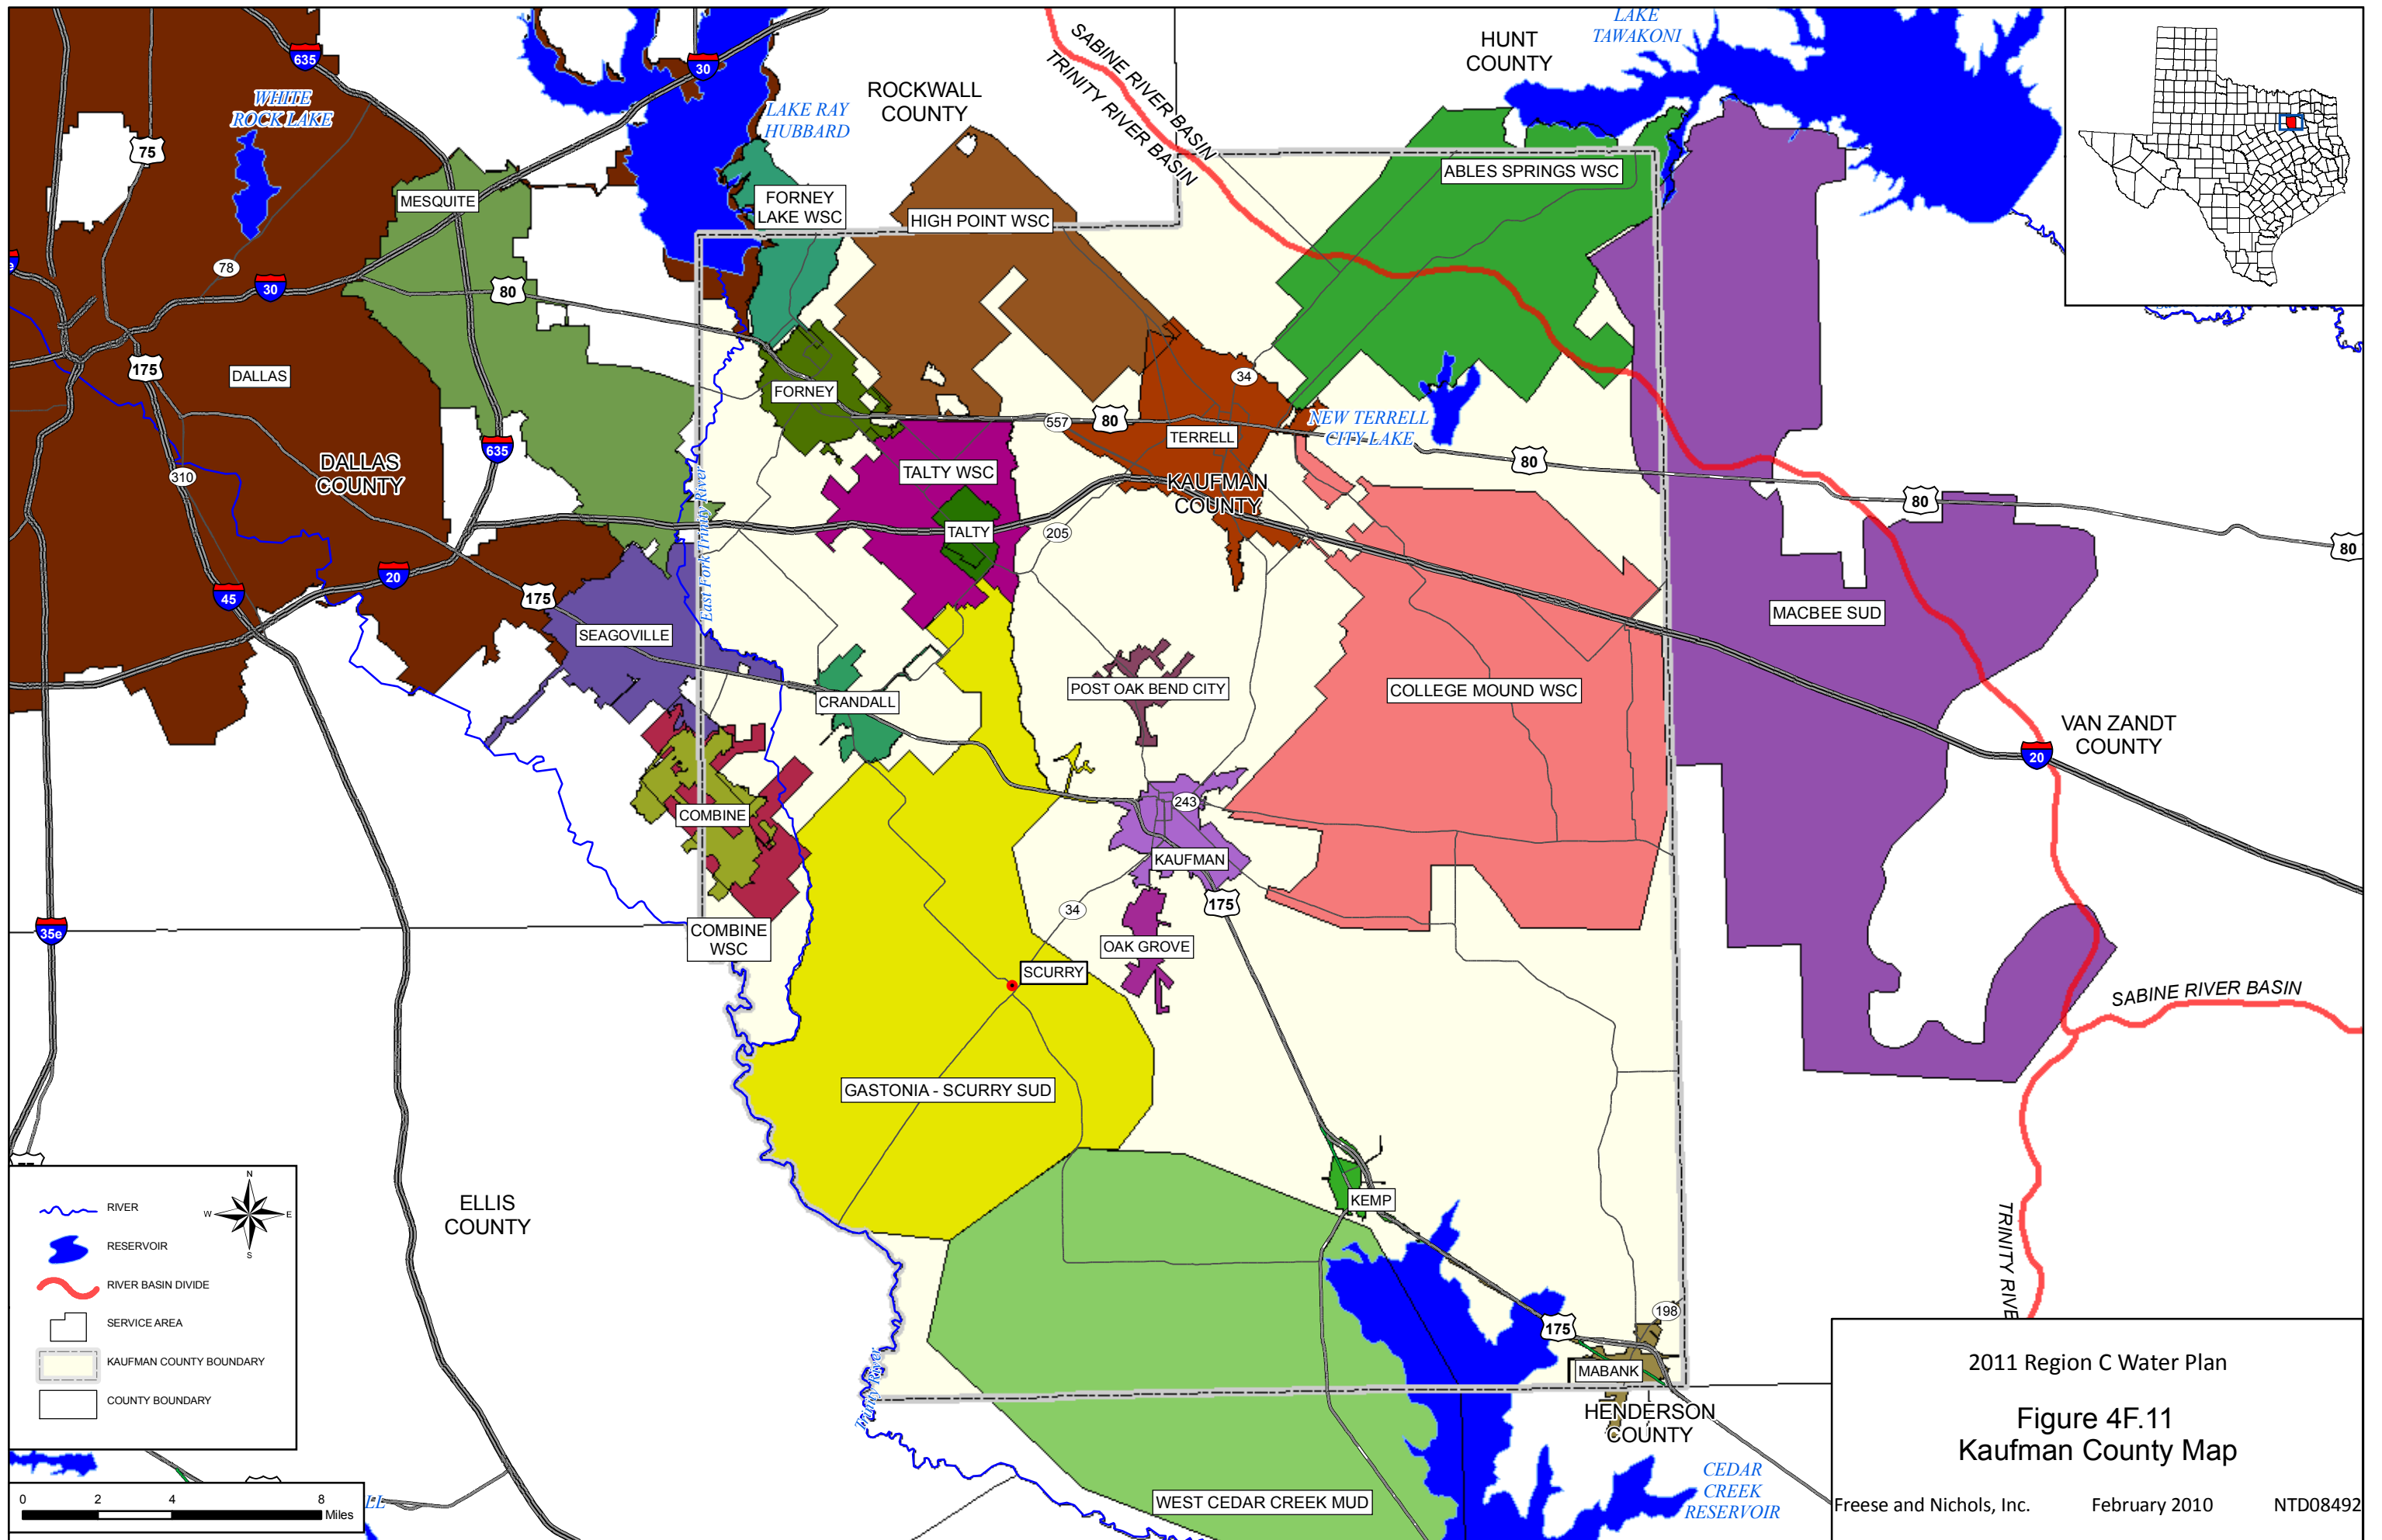 LAKE
TAWAKONI
HUNT
COUNTY
SABINE RIVER BASIN
TRINITY RIVER BASIN
635
30
WHITE
ROCK LAKE
LAKE RAY
HUBBARD
ROCKWALL
COUNTY
75
MESQUITE
FORNEY
LAKE WSC
HIGH POINT WSC
ABLES SPRINGS WSC
78
30
80
DALLAS
175
FORNEY
34
557
80
TERRELL
NEW TERRELL
CITY LAKE
635
DALLAS
COUNTY
310
TALTY WSC
KAUFMAN
COUNTY
80
80
80
TALTY
205
East Fork Trinity River
20
45
175
SEAGOVILLE
MACBEE SUD
CRANDALL
POST OAK BEND CITY
COLLEGE MOUND WSC
VAN ZANDT
COUNTY
20
COMBINE
243
KAUFMAN
175
34
35e
COMBINE
WSC
OAK GROVE
SCURRY
SABINE RIVER BASIN
GASTONIA - SCURRY SUD
ELLIS
COUNTY
KEMP
TRINITY RIVE
198
175
MABANK
Trinity River
HENDERSON
COUNTY
CEDAR
CREEK
RESERVOIR
WEST CEDAR CREEK MUD
N
W
E
S
RIVER
RESERVOIR
RIVER BASIN DIVIDE
SERVICE AREA
KAUFMAN COUNTY BOUNDARY
COUNTY BOUNDARY
0 2 4 8
Miles
LL
2011 Region C Water Plan
Figure 4F.11
Kaufman County Map
Freese and Nichols, Inc. February 2010 NTD08492